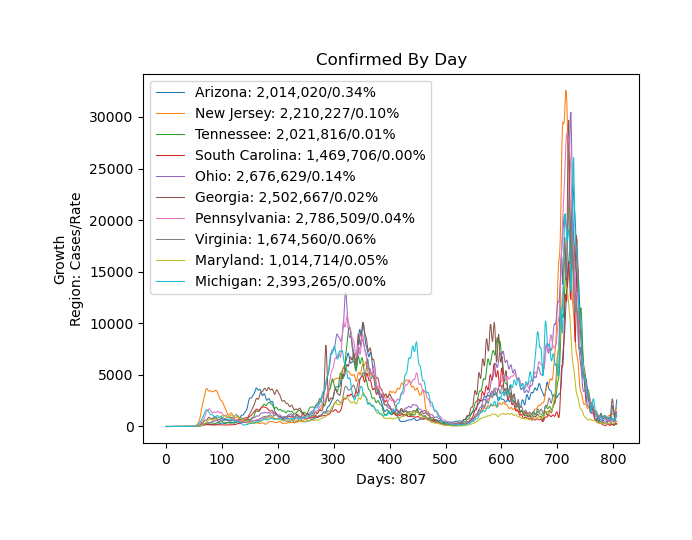 Confirmed By Day
Growth
Region: Cases/Rate
30000
25000
20000
15000
10000
5000
0
Arizona: 2,014,020/0.34%
New Jersey: 2,210,227/0.10%
Tennessee: 2,021,816/0.01%
South Carolina: 1,469,706/0.00%
Ohio: 2,676,629/0.14%
Georgia: 2,502,667/0.02%
Pennsylvania: 2,786,509/0.04%
Virginia: 1,674,560/0.06%
Maryland: 1,014,714/0.05%
Michigan: 2,393,265/0.00%
0 100 200 300 400 500 600 700 800
Days: 807